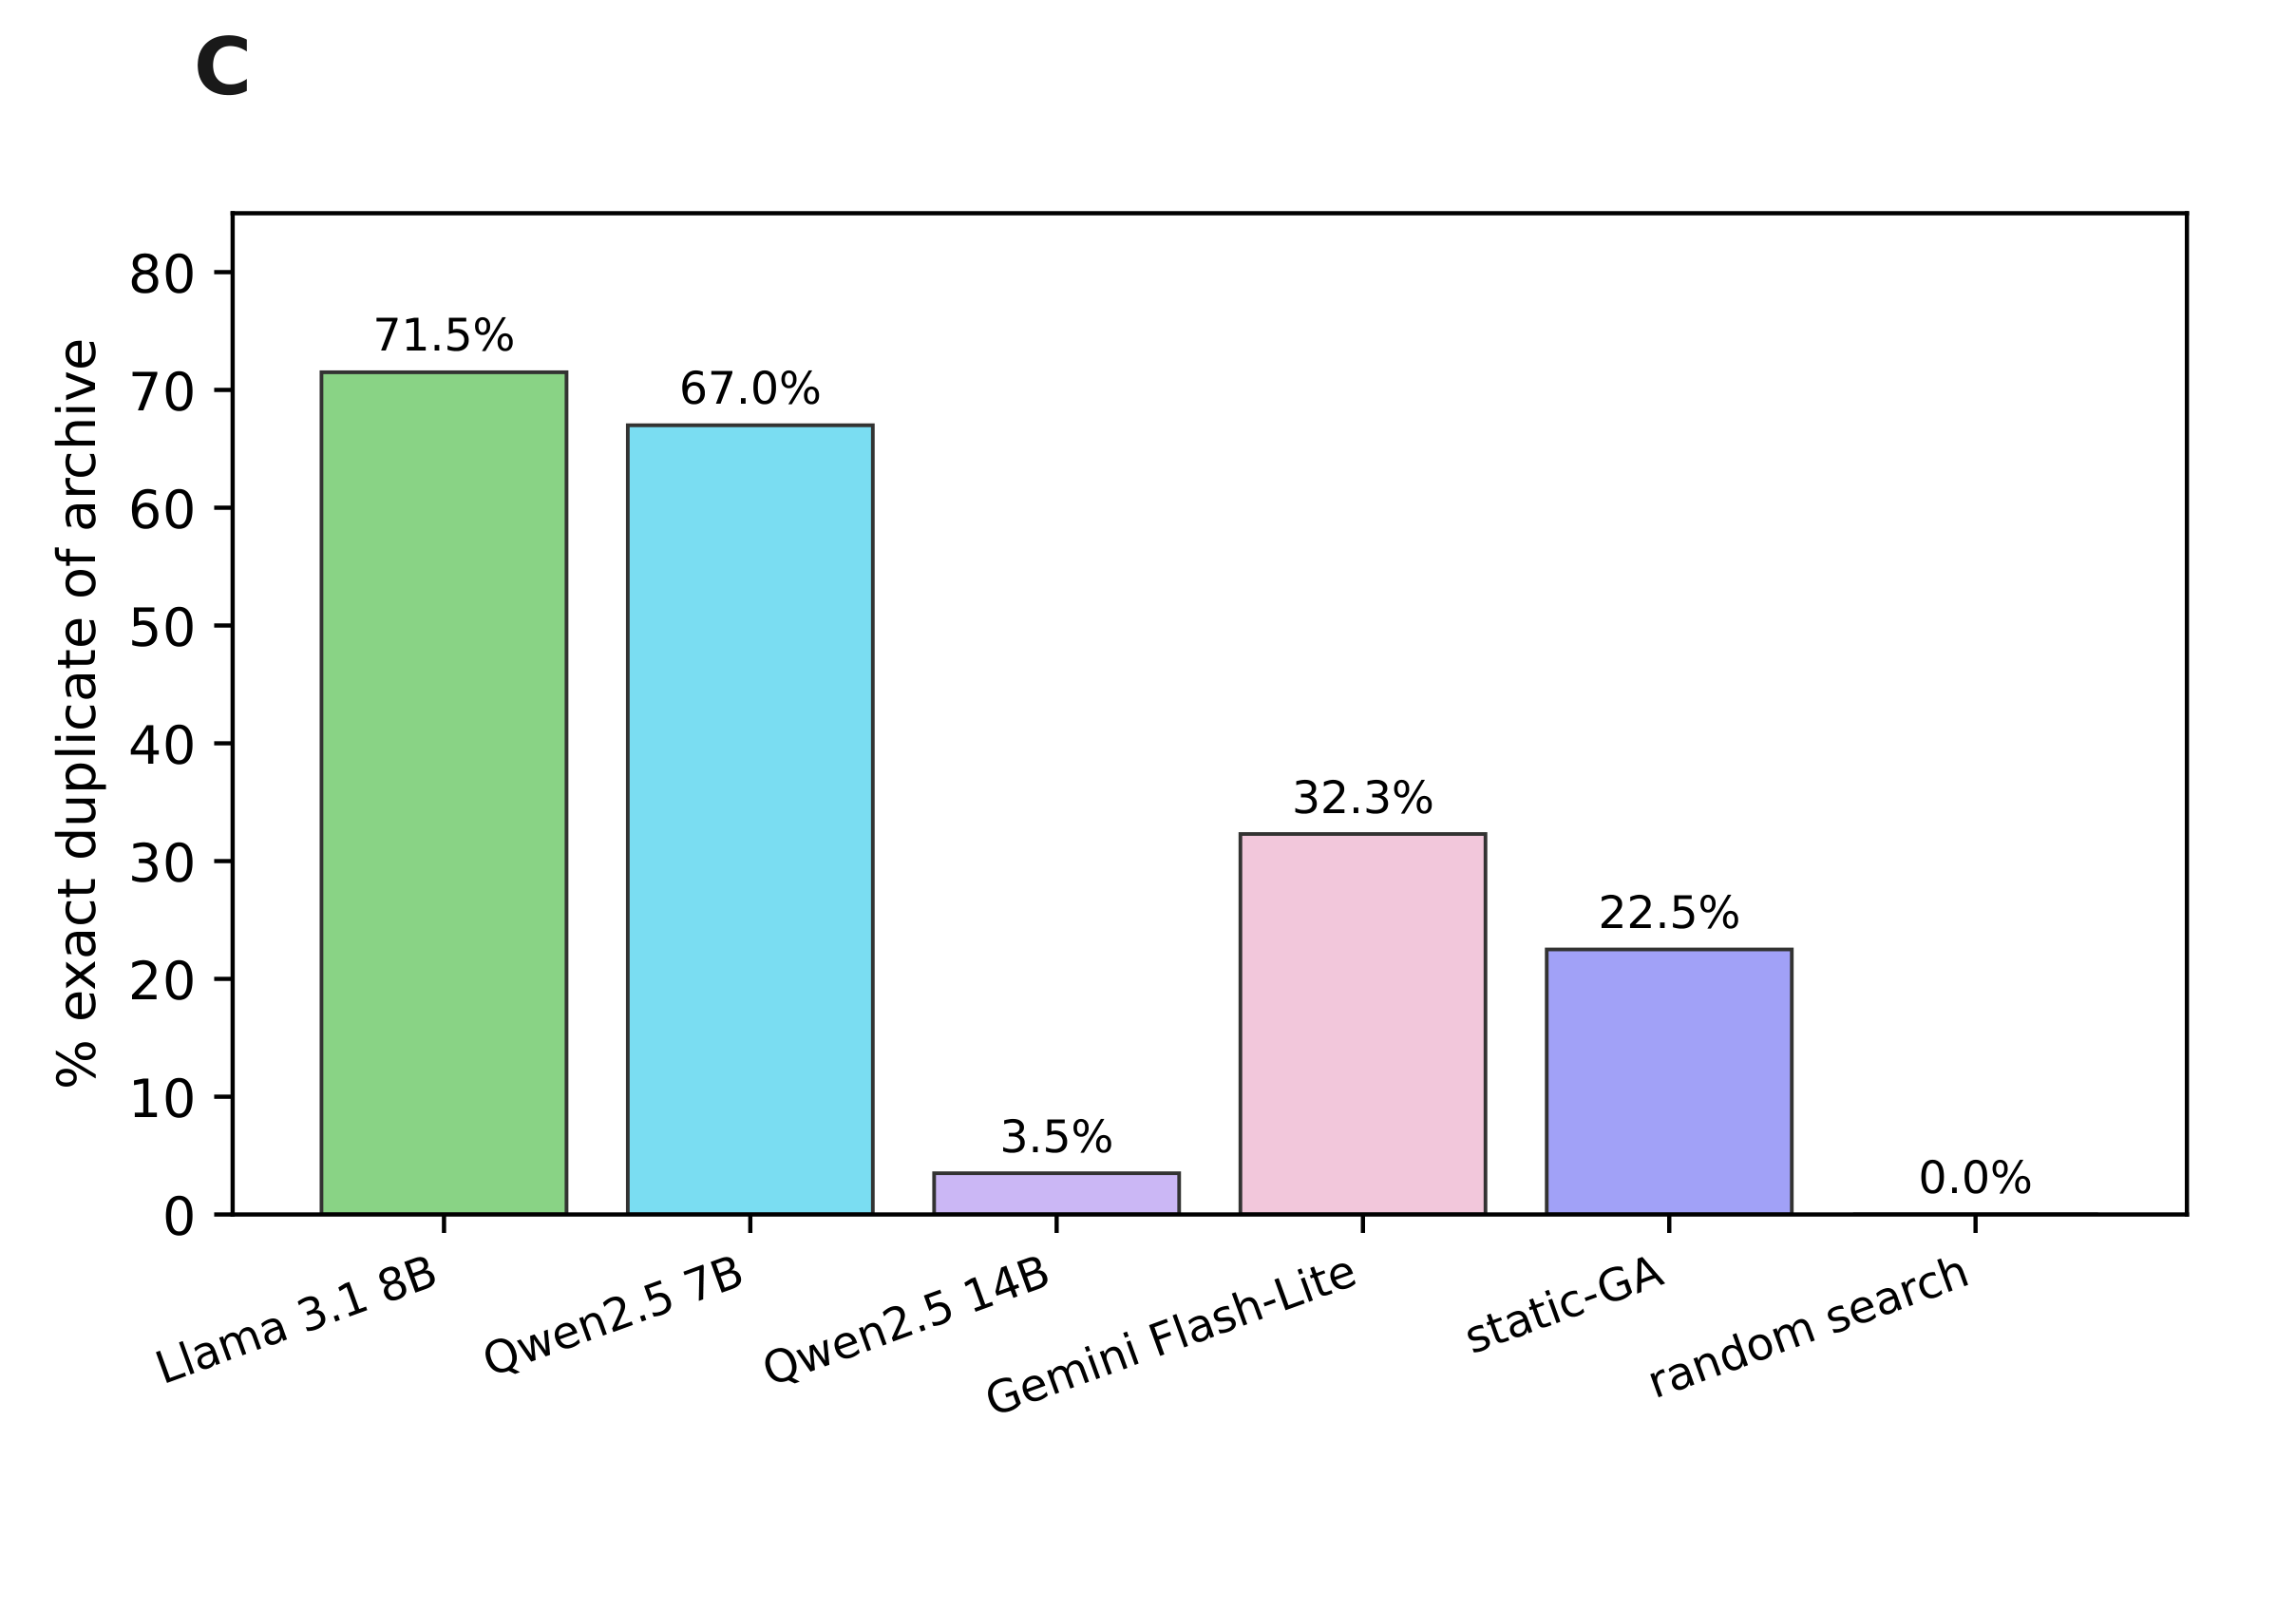 C
% exact duplicate of archive
80
70
60
50
40
30
20
10
0
71.5%
67.0%
3.5%
32.3%
22.5%
0.0%
Llama 3.1 8B
Qwen2.5 7B
Qwen2.5 14B
Gemini Flash-Lite
static-GA
random search